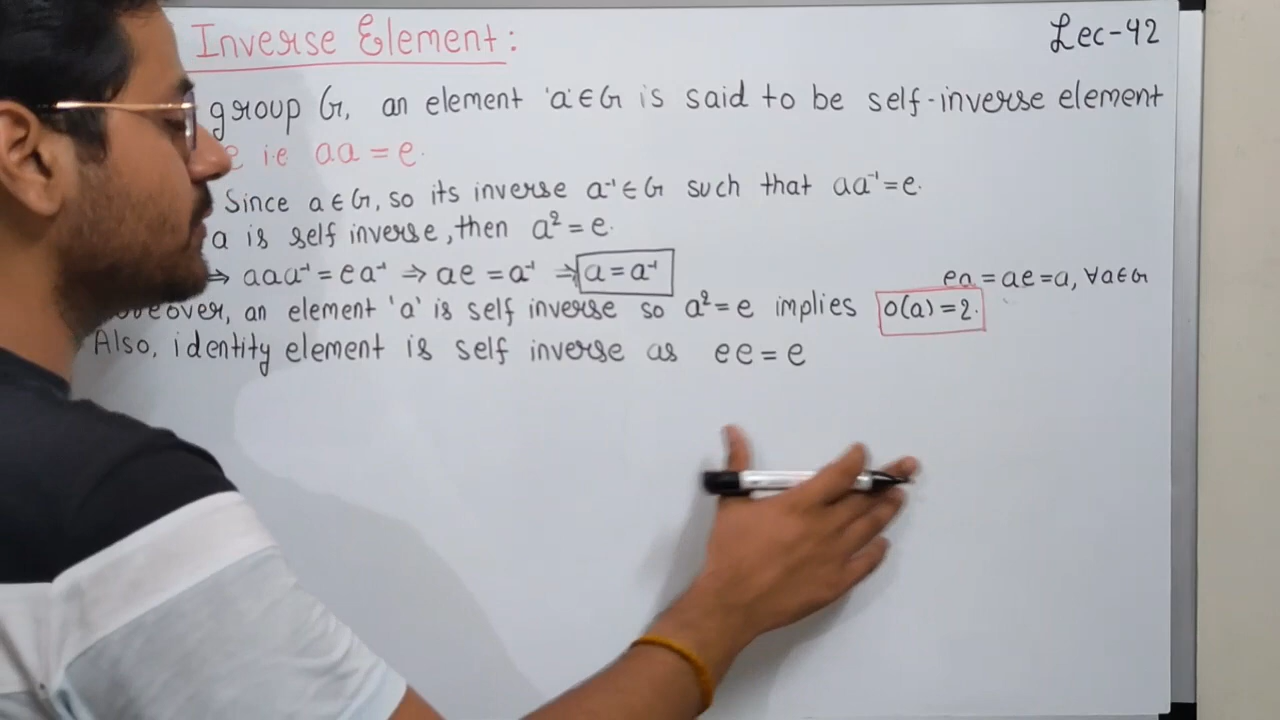 Inverse Element:
Lec-42
group G, an element 'a'∈G is said to be self-inverse element
e i.e aa = e.
Since a∈G, so its inverse a⁻¹∈G such that aa⁻¹=e.
a is self inverse, then a²=e.
⇒ aaa⁻¹ = ea⁻¹ ⇒ ae = a⁻¹ ⇒ a = a⁻¹
ea = ae = a, ∀a∈G
an element 'a' is self inverse so a²=e implies o(a)=2.
Also, identity element is self inverse as ee = e